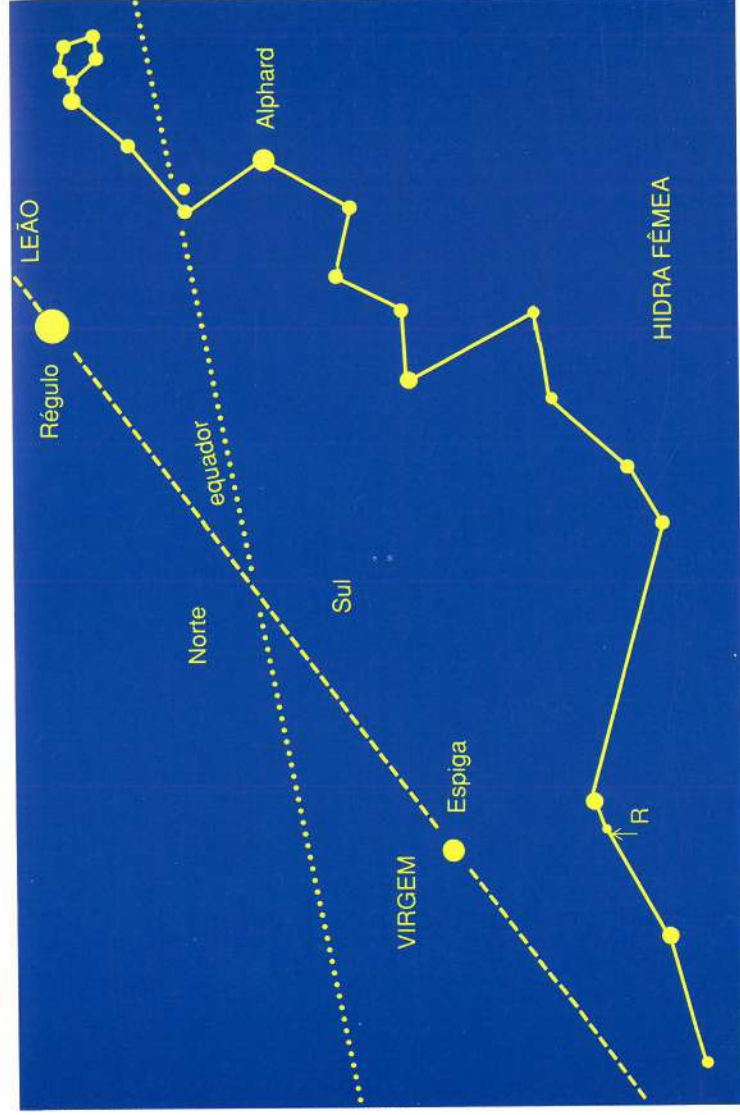 LEÃO
Régulo
Alphard
equador
Norte
Sul
HIDRA FÊMEA
Espiga
VIRGEM
R